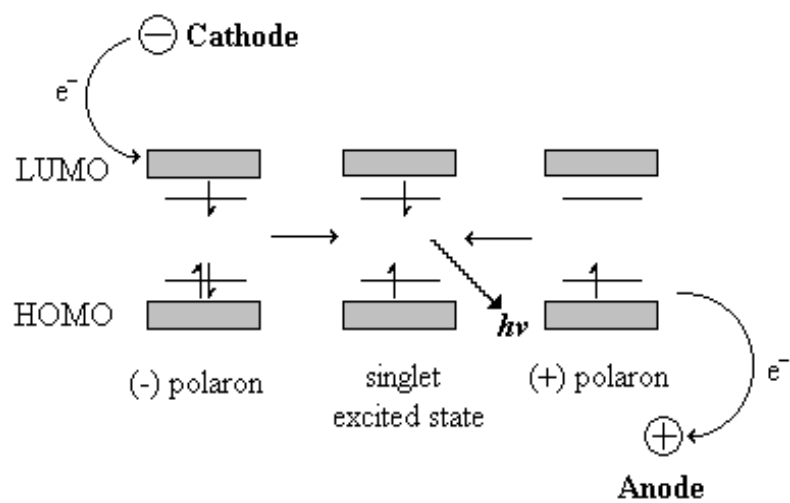 ⊖ Cathode
e⁻
LUMO
HOMO
hν
(-) polaron
singlet
excited state
(+) polaron
e⁻
⊕
Anode